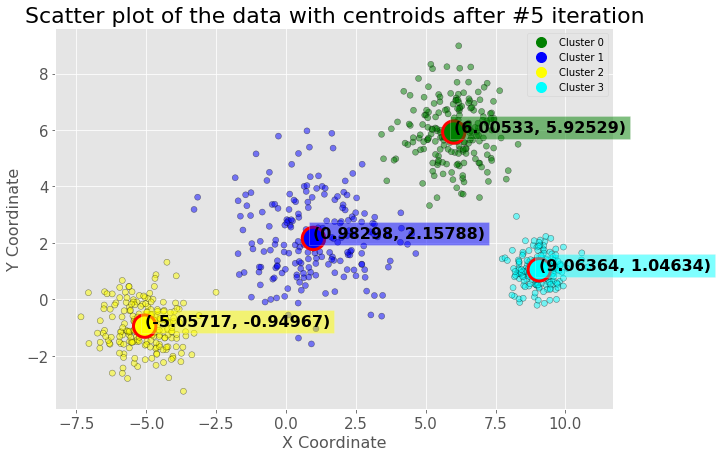 Scatter plot of the data with centroids after #5 iteration
Cluster 0
Cluster 1
Cluster 2
Cluster 3
(6.00533, 5.92529)
(0.98298, 2.15788)
(9.06364, 1.04634)
(-5.05717, -0.94967)
Y Coordinate
8
6
4
2
0
−2
−7.5 −5.0 −2.5 0.0 2.5 5.0 7.5 10.0
X Coordinate